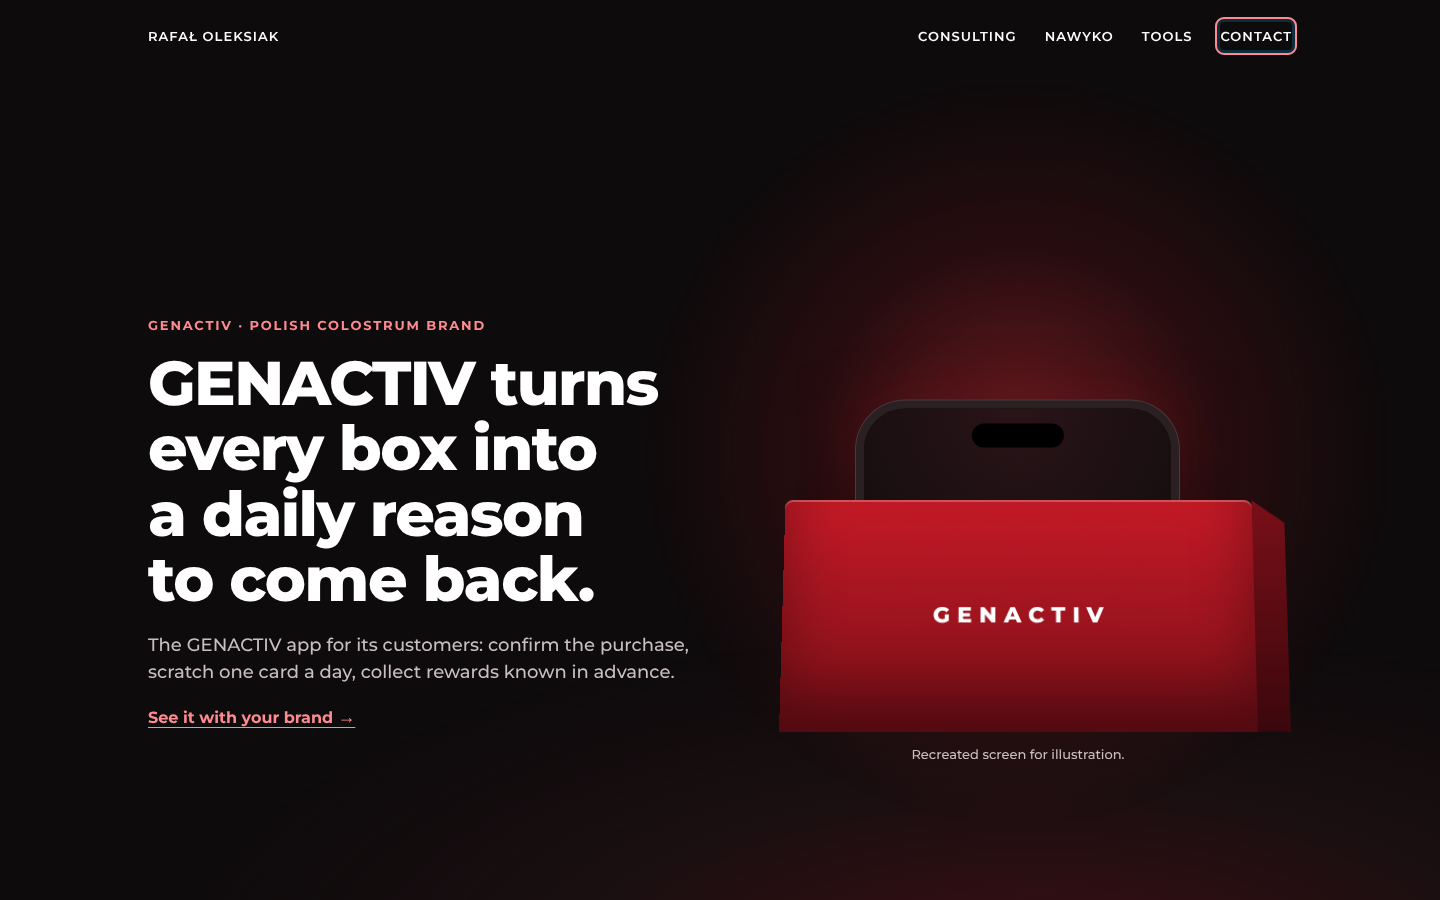 RAFAŁ OLEKSIAK
CONSULTING NAWYKO TOOLS CONTACT
GENACTIV · POLISH COLOSTRUM BRAND
GENACTIV turns
every box into
a daily reason
to come back.
The GENACTIV app for its customers: confirm the purchase,
scratch one card a day, collect rewards known in advance.
See it with your brand →
GENACTIV
Recreated screen for illustration.